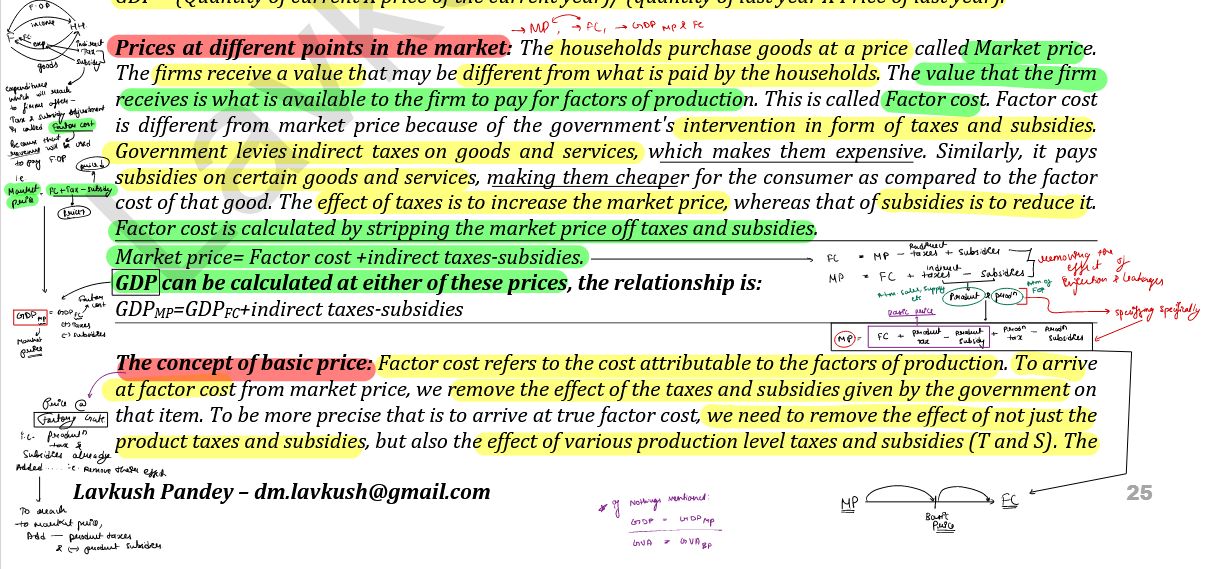 GDP = (Quantity of current X price of the current year)/ (quantity of last year X Price of last year).
→ MP, → FC, → GDP MP & FC
Prices at different points in the market: The households purchase goods at a price called Market price.
The firms receive a value that may be different from what is paid by the households. The value that the firm
receives is what is available to the firm to pay for factors of production. This is called Factor cost. Factor cost
is different from market price because of the government's intervention in form of taxes and subsidies.
Government levies indirect taxes on goods and services, which makes them expensive. Similarly, it pays
subsidies on certain goods and services, making them cheaper for the consumer as compared to the factor
cost of that good. The effect of taxes is to increase the market price, whereas that of subsidies is to reduce it.
Factor cost is calculated by stripping the market price off taxes and subsidies.
Market price= Factor cost +indirect taxes-subsidies.
GDP can be calculated at either of these prices, the relationship is:
GDPMP=GDPFC+indirect taxes-subsidies
The concept of basic price: Factor cost refers to the cost attributable to the factors of production. To arrive
at factor cost from market price, we remove the effect of the taxes and subsidies given by the government on
that item. To be more precise that is to arrive at true factor cost, we need to remove the effect of not just the
product taxes and subsidies, but also the effect of various production level taxes and subsidies (T and S). The
Lavkush Pandey – dm.lavkush@gmail.com
25
F.O.P
income
HH
exp
goods
Indirect
Tax
subsidy
expenditure
which will reach
to firms after
Tax & subsidy adjustment
is called Factor cost
because that
revenue will be used
to pay F.O.P
i.e.
Market price = FC + Tax - subsidy
Price ↓
Price ↑
Factor cost
GDP MP = GDP FC
(+) Taxes
(-) subsidies
Market
prices
FC = MP - Indirect taxes + subsidies
MP = FC + indirect taxes - subsidies
removing the
effect of
Injection & leakages
Product & prodn
specifying specifically
Basic price
MP = FC + Product tax - Product subsidy + Prodn tax - Prodn subsidies
Price @
Factory Gate
i.e. prodn
tax &
Subsidies already
Added ... i.e. Remove their effect
To reach
to market price,
Add — product taxes
& (-) product subsidies
* If Nothing mentioned:
GDP = GDP MP
GVA = GVA BP
MP
Basic
Price
FC